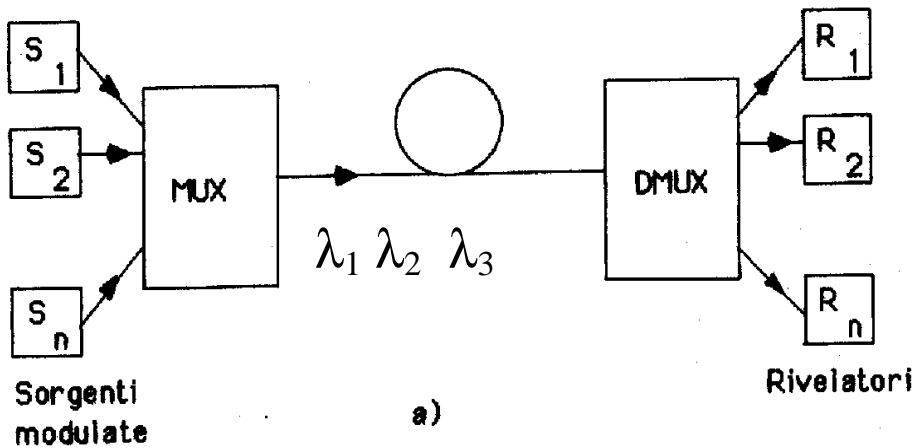 S1
S2
Sn
MUX
λ1 λ2 λ3
DMUX
R1
R2
Rn
Sorgenti
modulate
a)
Rivelatori